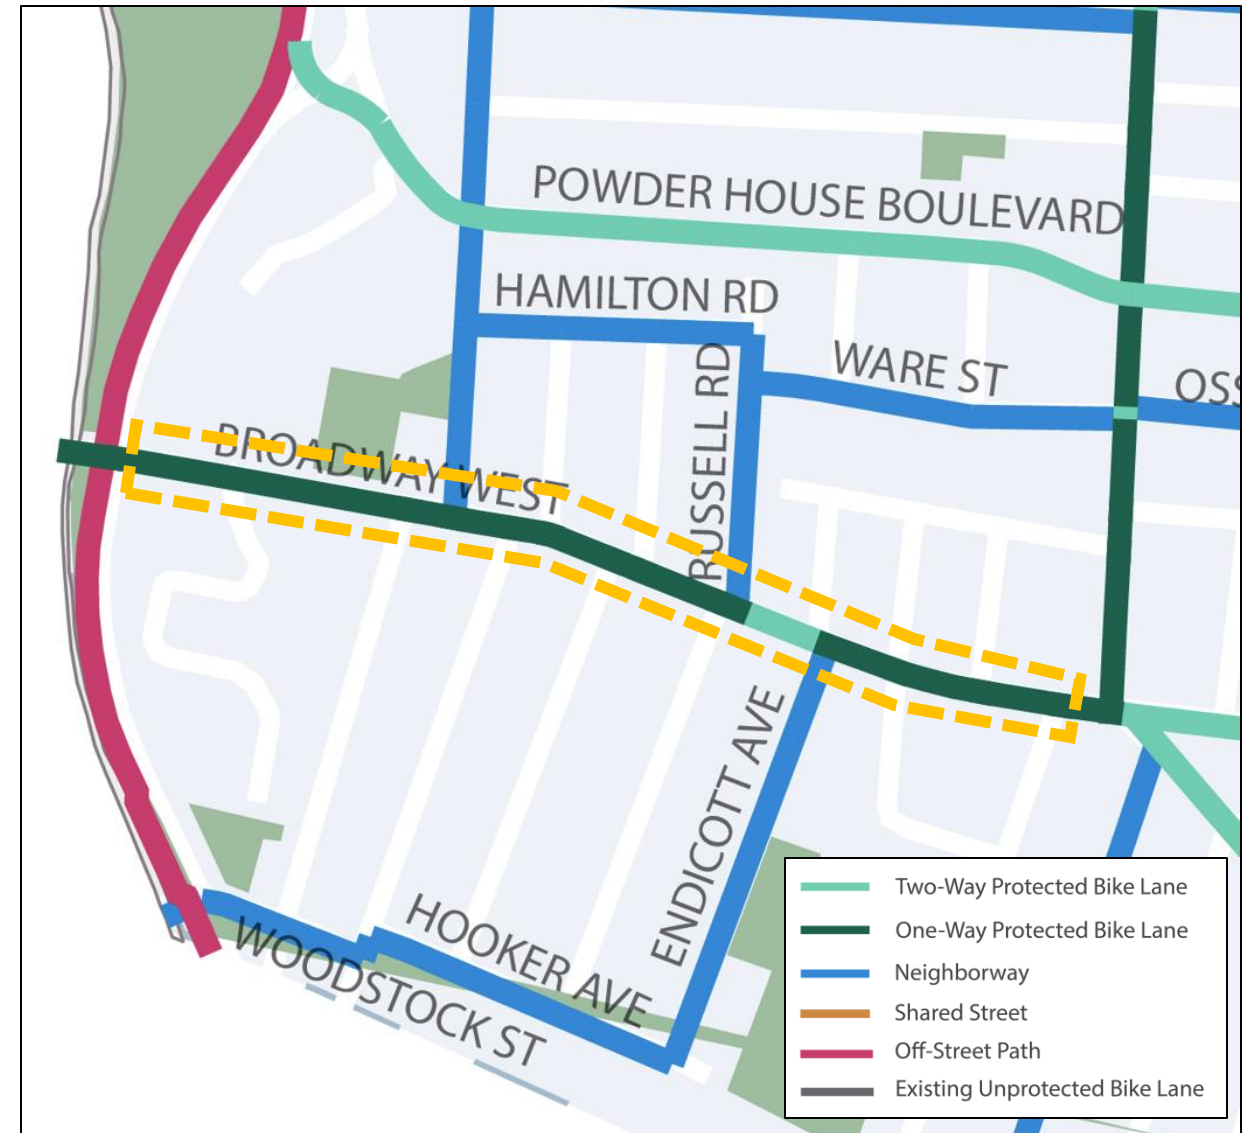 POWDER HOUSE BOULEVARD
HAMILTON RD
WARE ST
RUSSELL RD
BROADWAY WEST
ENDICOTT AVE
HOOKER AVE
WOODSTOCK ST
Two-Way Protected Bike Lane
One-Way Protected Bike Lane
Neighborway
Shared Street
Off-Street Path
Existing Unprotected Bike Lane